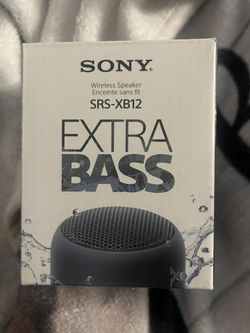 SONY
Wireless Speaker
Enceinte sans fil
SRS-XB12
EXTRA
BASS